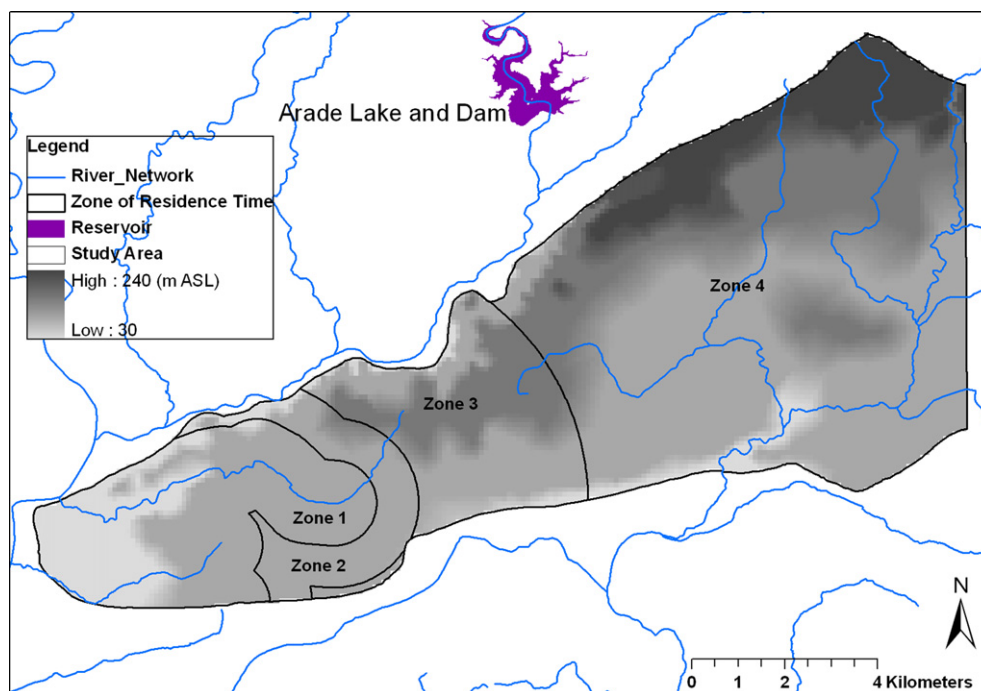 Arade Lake and Dam
Legend
River_Network
Zone of Residence Time
Reservoir
Study Area
High : 240 (m ASL)
Low : 30
Zone 4
Zone 3
Zone 1
Zone 2
N
0 1 2 4 Kilometers